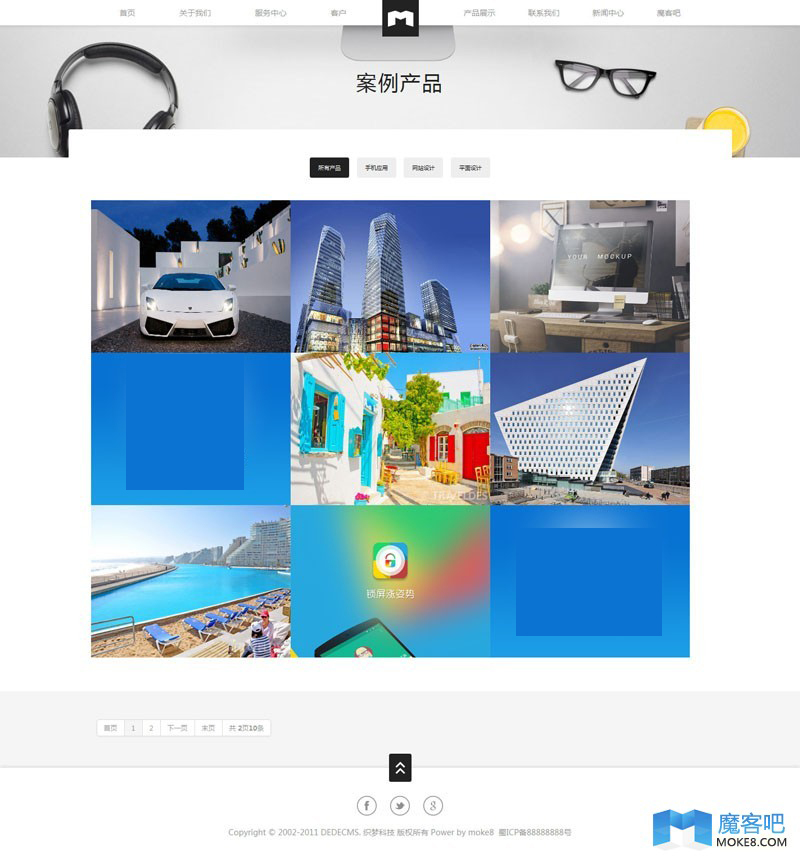 首页 关于我们 服务中心 客户 产品展示 联系我们 新闻中心 魔客吧
案例产品
所有产品 手机应用 网站设计 平面设计
YOUR MOCKUP
TRAVELDES
锁屏涨姿势
首页 1 2 下一页 末页 共 2页10条
Copyright © 2002-2011 DEDECMS. 织梦科技 版权所有 Power by moke8 蜀ICP备88888888号
魔客吧
MOKE8.COM